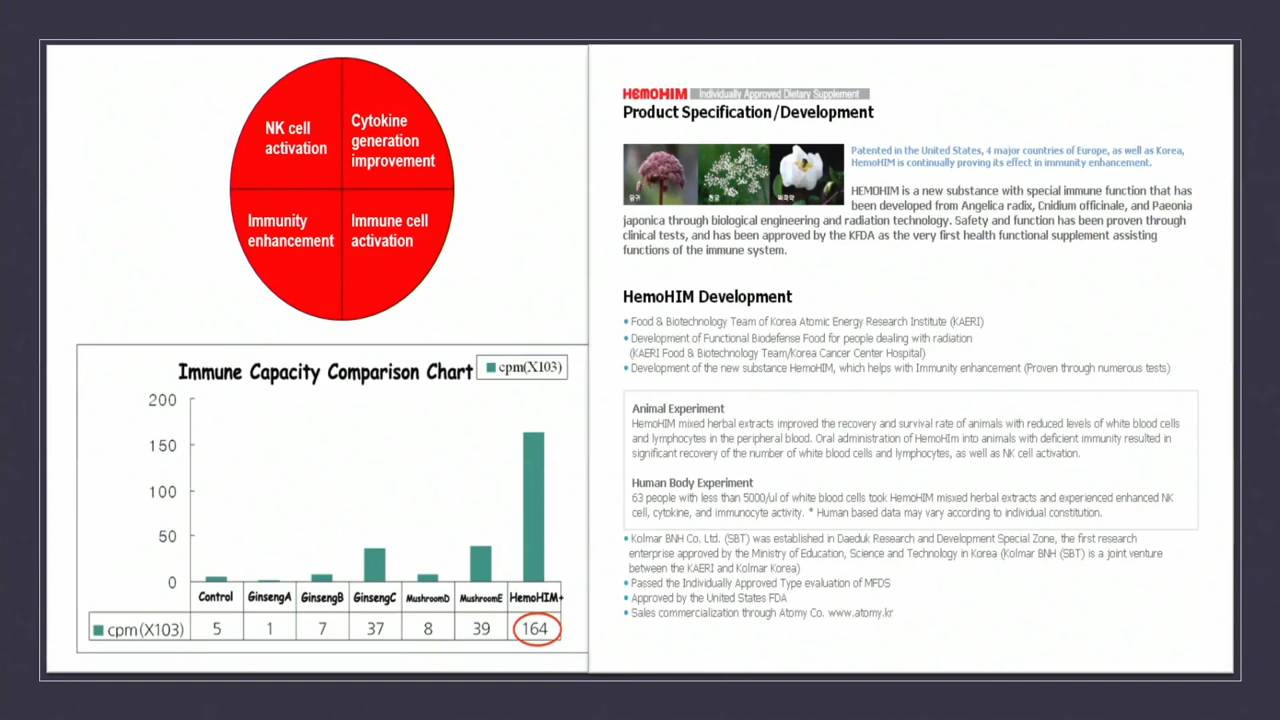 NK cell
activation
Cytokine
generation
improvement
Immunity
enhancement
Immune cell
activation
Immune Capacity Comparison Chart
cpm(X103)
200
150
100
50
0
Control GinsengA GinsengB GinsengC MushroomD MushroomE HemoHIM+
cpm(X103) 5 1 7 37 8 39 164
HEMOHIM Individually Approved Dietary Supplement
Product Specification/Development
당귀 천궁 백작약
Patented in the United States, 4 major countries of Europe, as well as Korea,
HemoHIM is continually proving its effect in immunity enhancement.
HEMOHIM is a new substance with special immune function that has
been developed from Angelica radix, Cnidium officinale, and Paeonia
japonica through biological engineering and radiation technology. Safety and function has been proven through
clinical tests, and has been approved by the KFDA as the very first health functional supplement assisting
functions of the immune system.
HemoHIM Development
• Food & Biotechnology Team of Korea Atomic Energy Research Institute (KAERI)
• Development of Functional Biodefense Food for people dealing with radiation
(KAERI Food & Biotechnology Team/Korea Cancer Center Hospital)
• Development of the new substance HemoHIM, which helps with Immunity enhancement (Proven through numerous tests)
Animal Experiment
HemoHIM mixed herbal extracts improved the recovery and survival rate of animals with reduced levels of white blood cells
and lymphocytes in the peripheral blood. Oral administration of HemoHIm into animals with deficient immunity resulted in
significant recovery of the number of white blood cells and lymphocytes, as well as NK cell activation.
Human Body Experiment
63 people with less than 5000/ul of white blood cells took HemoHIM misxed herbal extracts and experienced enhanced NK
cell, cytokine, and immunocyte activity. * Human based data may vary according to individual constitution.
• Kolmar BNH Co. Ltd. (SBT) was established in Daeduk Research and Development Special Zone, the first research
enterprise approved by the Ministry of Education, Science and Technology in Korea (Kolmar BNH (SBT) is a joint venture
between the KAERI and Kolmar Korea)
• Passed the Individually Approved Type evaluation of MFDS
• Approved by the United States FDA
• Sales commercialization through Atomy Co. www.atomy.kr